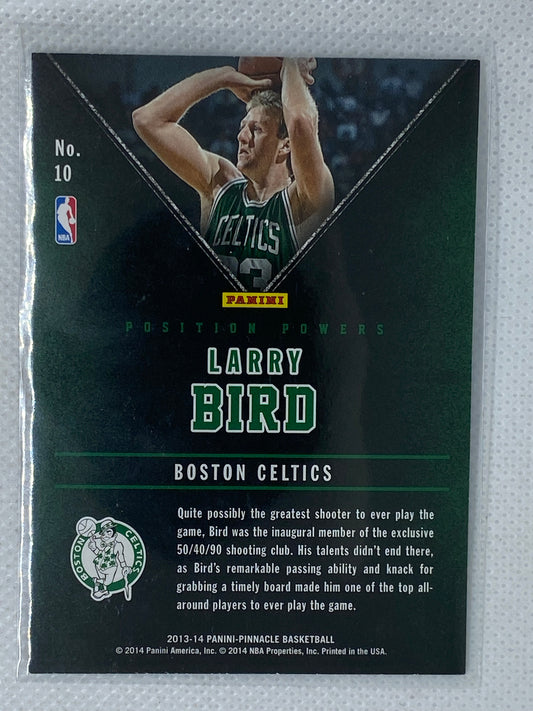 No.
10
NBA
CELTICS
33
PANINI
POSITION POWERS
LARRY
BIRD
BOSTON CELTICS
BOSTON CELTICS
Quite possibly the greatest shooter to ever play the
game, Bird was the inaugural member of the exclusive
50/40/90 shooting club. His talents didn't end there,
as Bird's remarkable passing ability and knack for
grabbing a timely board made him one of the top all-
around players to ever play the game.
2013-14 PANINI-PINNACLE BASKETBALL
© 2014 Panini America, Inc. © 2014 NBA Properties, Inc. Printed in the USA.